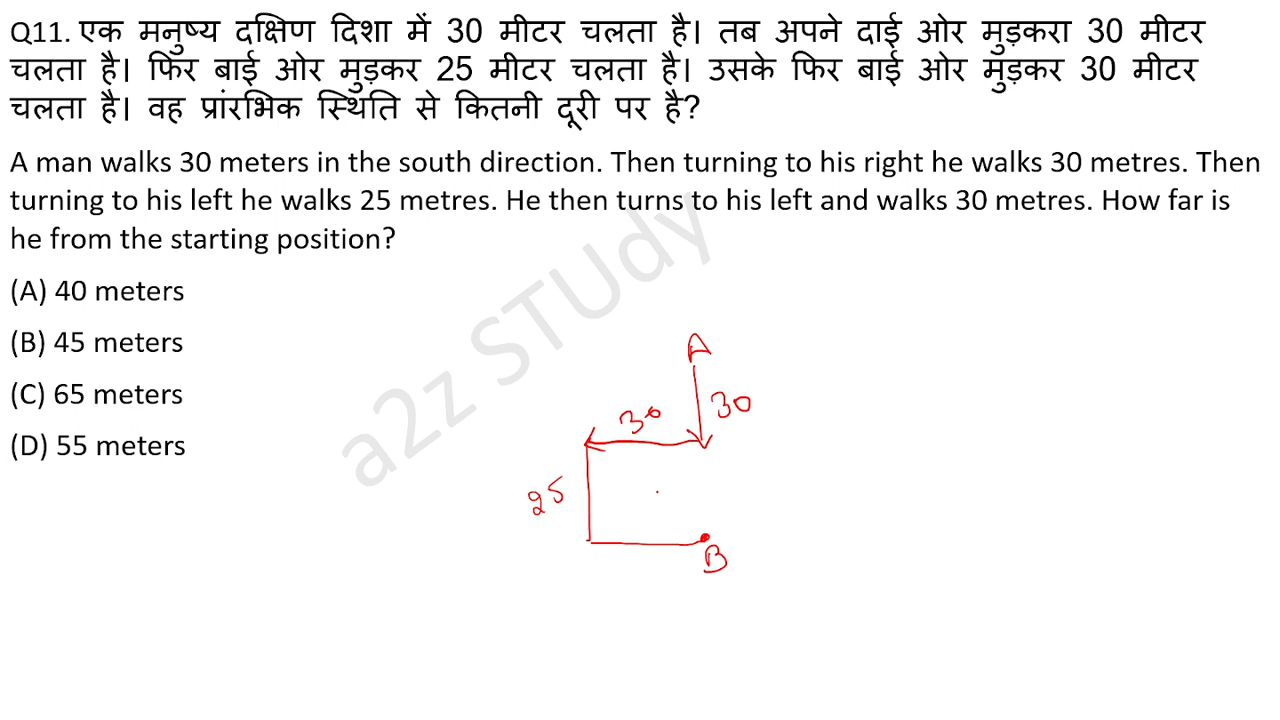 Q11. एक मनुष्य दक्षिण दिशा में 30 मीटर चलता है। तब अपने दाई ओर मुड़करा 30 मीटर
चलता है। फिर बाई ओर मुड़कर 25 मीटर चलता है। उसके फिर बाई ओर मुड़कर 30 मीटर
चलता है। वह प्रांरभिक स्थिति से कितनी दूरी पर है?
A man walks 30 meters in the south direction. Then turning to his right he walks 30 metres. Then
turning to his left he walks 25 metres. He then turns to his left and walks 30 metres. How far is
he from the starting position?
(A) 40 meters
(B) 45 meters
(C) 65 meters
(D) 55 meters
a2z STUdy
A
30
30
25
B